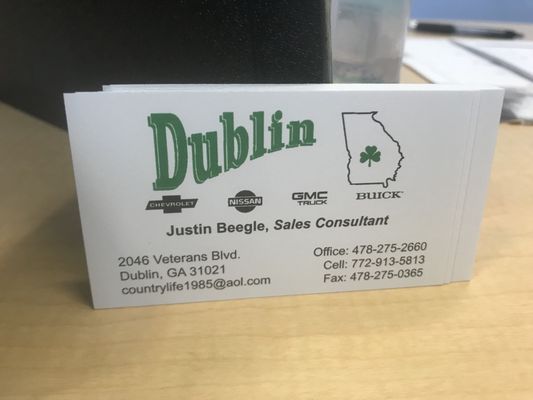 Dublin
CHEVROLET NISSAN GMC TRUCK BUICK
Justin Beegle, Sales Consultant
2046 Veterans Blvd.
Dublin, GA 31021
countrylife1985@aol.com
Office: 478-275-2660
Cell: 772-913-5813
Fax: 478-275-0365